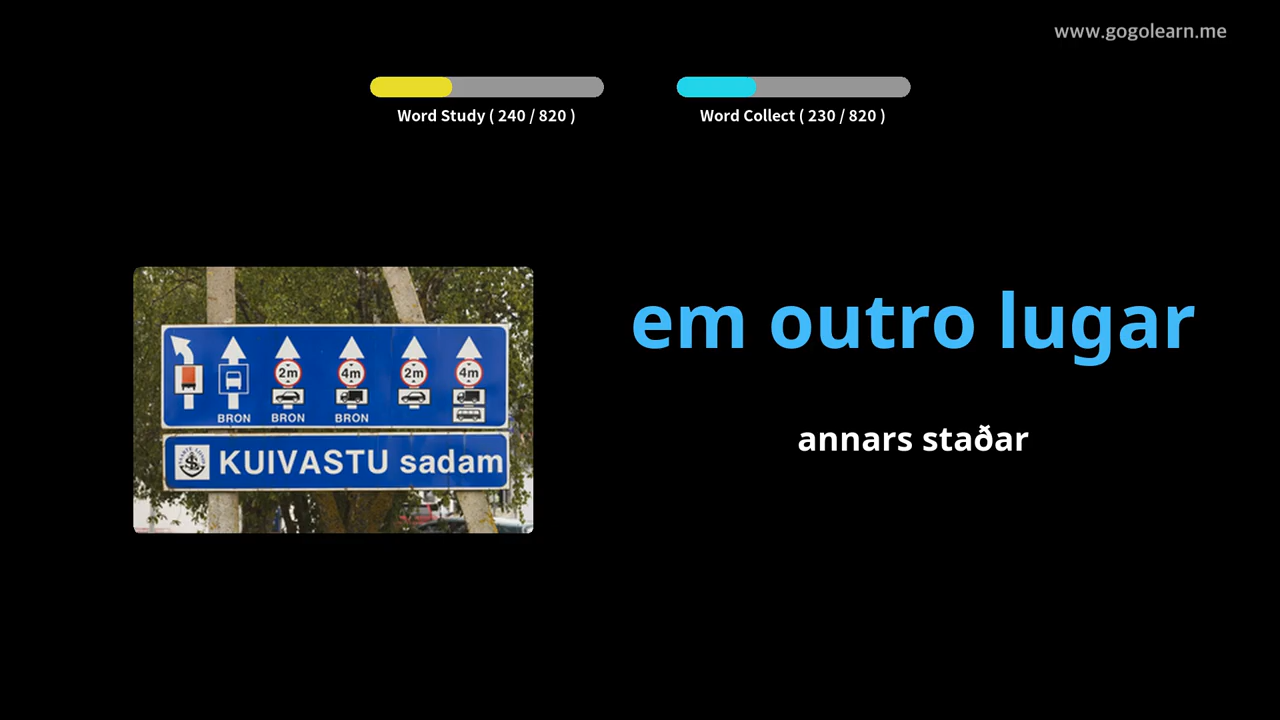 www.gogolearn.me
Word Study ( 240 / 820 )
Word Collect ( 230 / 820 )
em outro lugar
annars staðar
2m 4m 2m 4m
BRON BRON BRON
KUIVASTU sadam